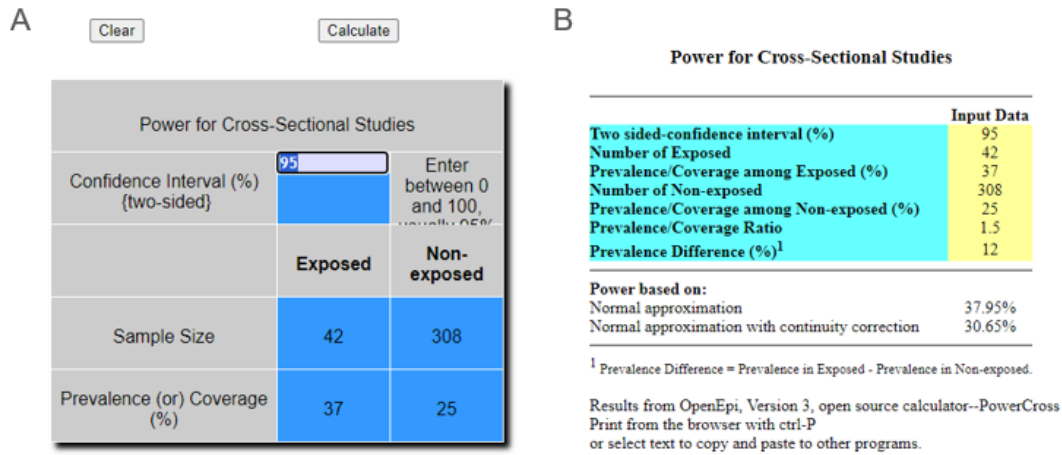 A
Clear
Calculate
Power for Cross-Sectional Studies
Confidence Interval (%)
{two-sided}
95
Enter
between 0
and 100,
usually 95%
Exposed
Non-
exposed
Sample Size
42
308
Prevalence (or) Coverage
(%)
37
25
B
Power for Cross-Sectional Studies
Input Data
Two sided-confidence interval (%) 95
Number of Exposed 42
Prevalence/Coverage among Exposed (%) 37
Number of Non-exposed 308
Prevalence/Coverage among Non-exposed (%) 25
Prevalence/Coverage Ratio 1.5
Prevalence Difference (%)1 12
Power based on:
Normal approximation 37.95%
Normal approximation with continuity correction 30.65%
1 Prevalence Difference = Prevalence in Exposed - Prevalence in Non-exposed.
Results from OpenEpi, Version 3, open source calculator--PowerCross
Print from the browser with ctrl-P
or select text to copy and paste to other programs.